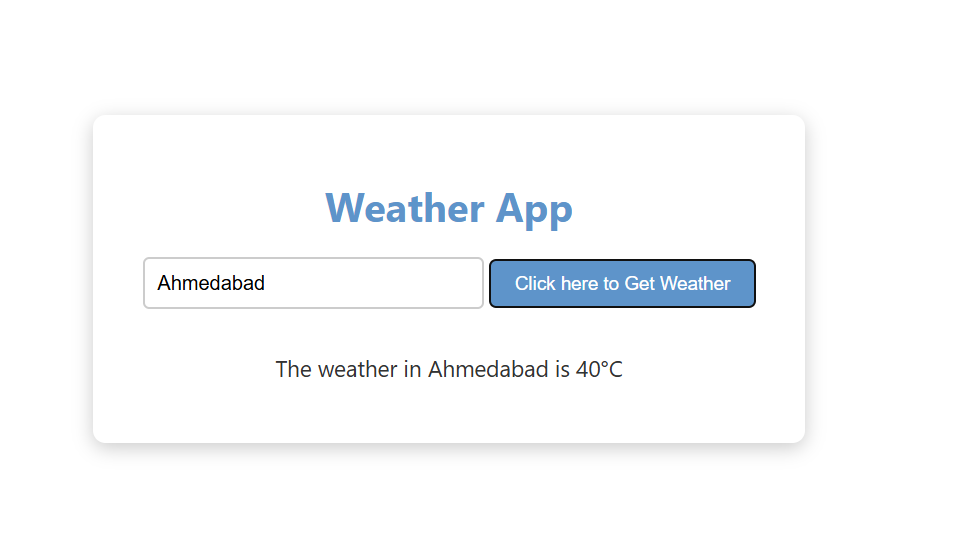 Weather App
Ahmedabad
Click here to Get Weather
The weather in Ahmedabad is 40°C